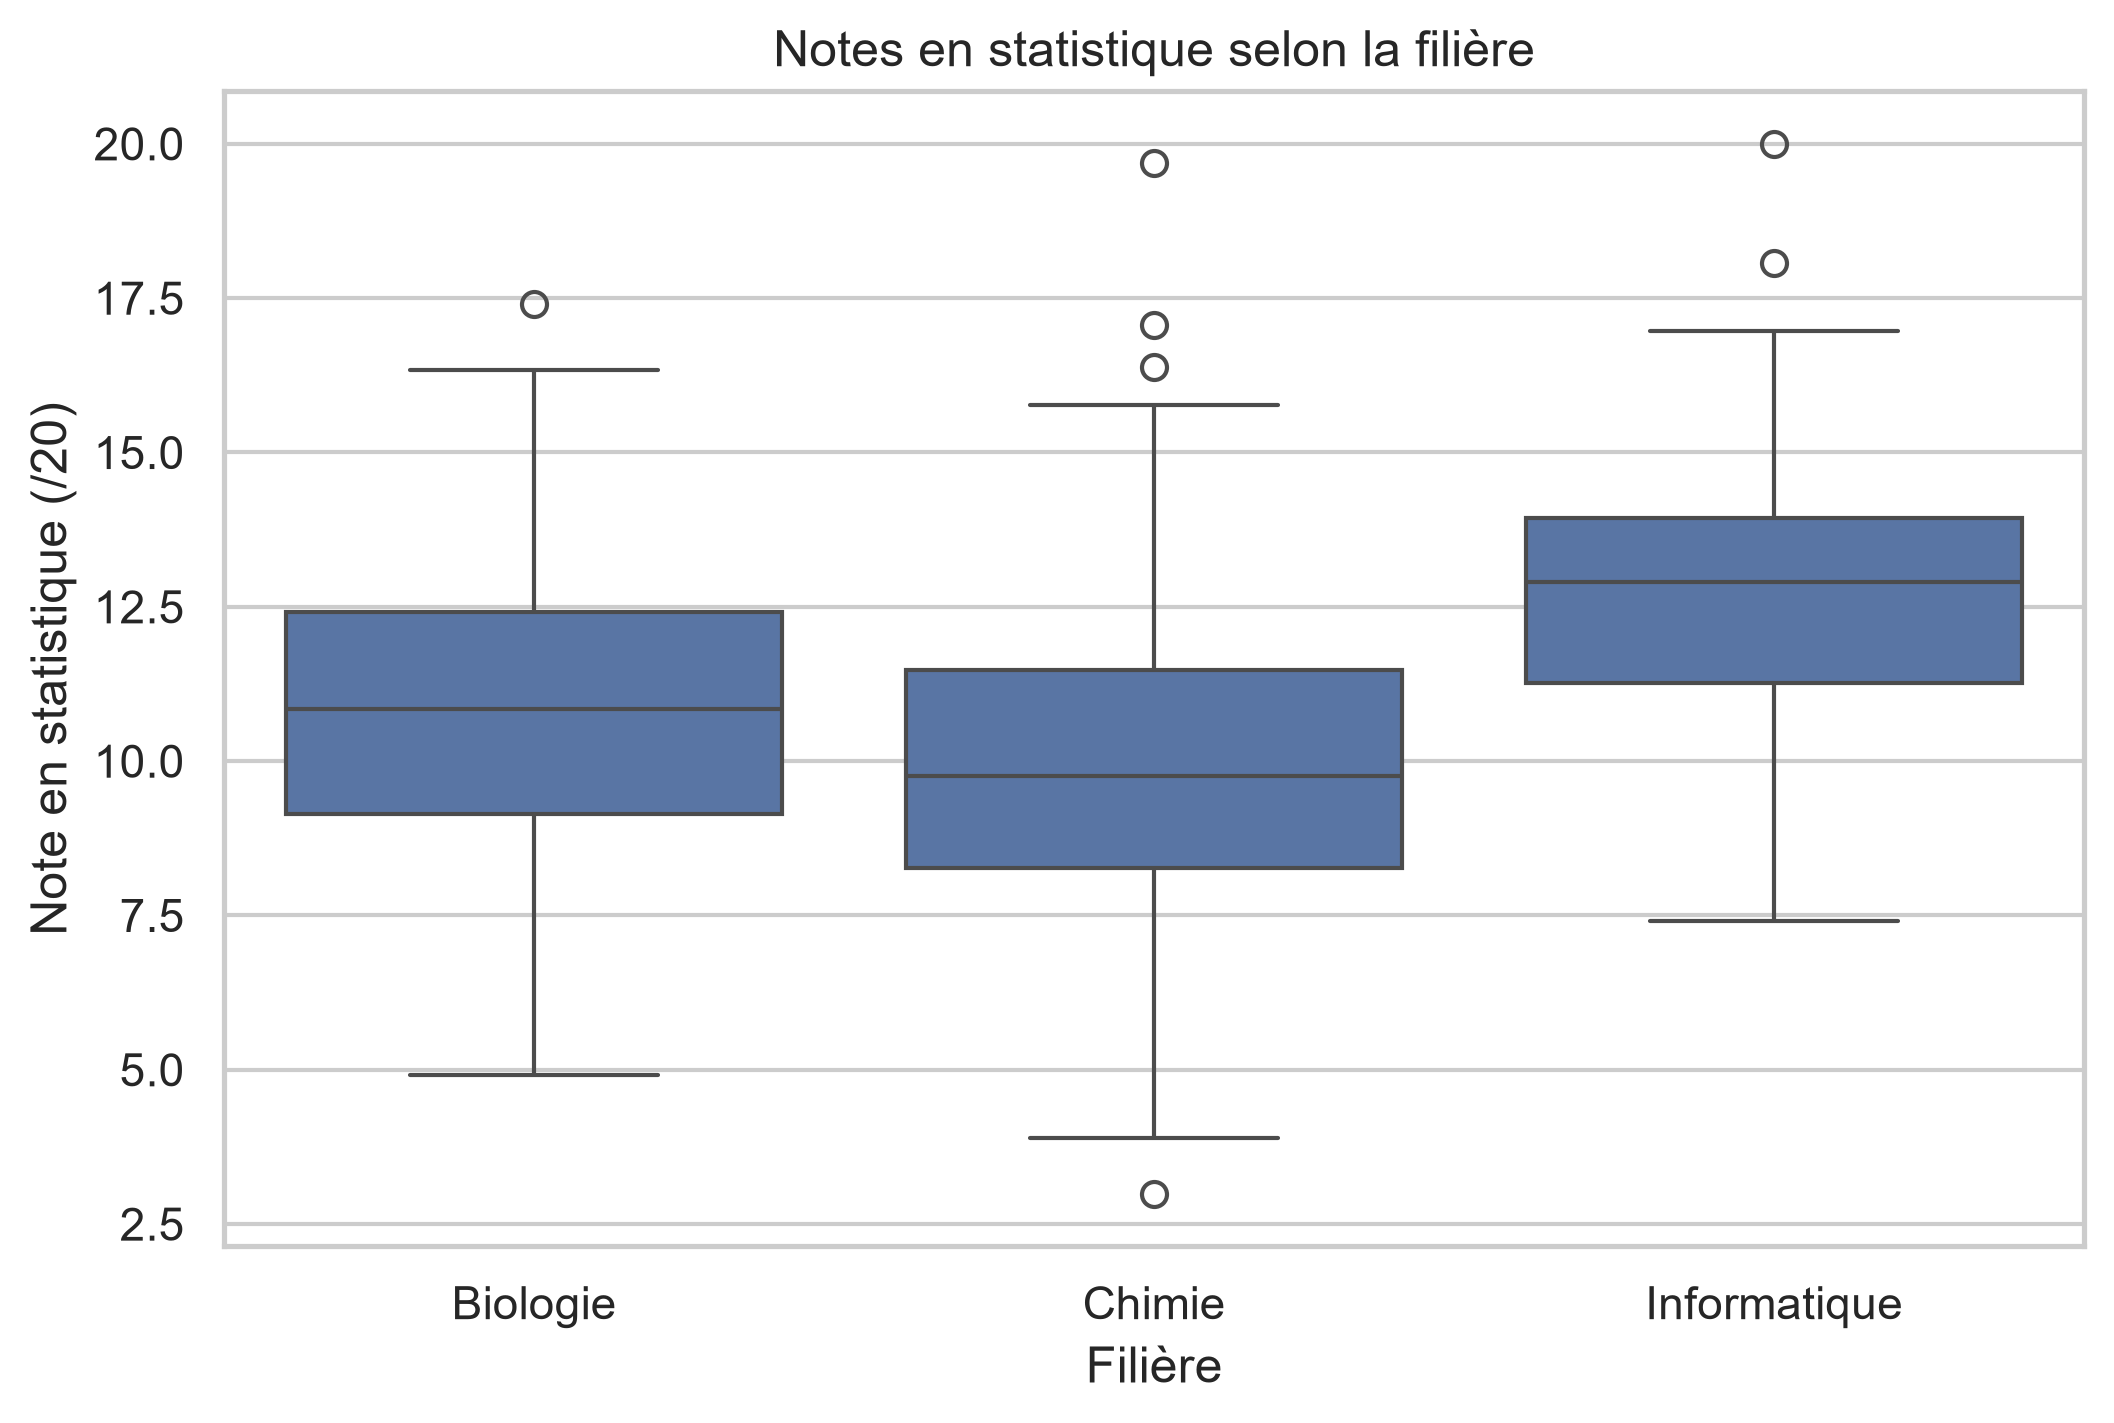 Notes en statistique selon la filière
Note en statistique (/20)
20.0
17.5
15.0
12.5
10.0
7.5
5.0
2.5
Biologie
Chimie
Informatique
Filière